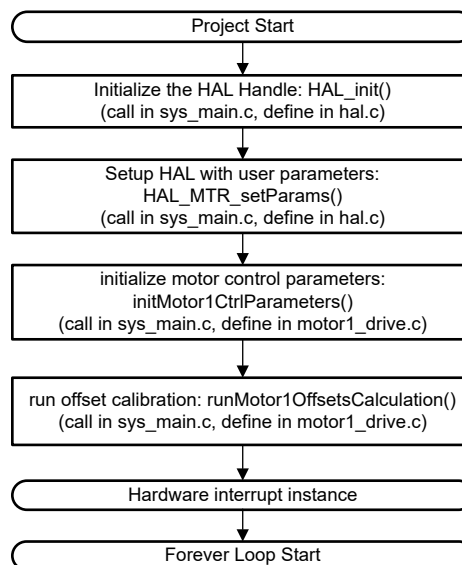 Project Start
Initialize the HAL Handle: HAL_init()
(call in sys_main.c, define in hal.c)
Setup HAL with user parameters:
HAL_MTR_setParams()
(call in sys_main.c, define in hal.c)
initialize motor control parameters:
initMotor1CtrlParameters()
(call in sys_main.c, define in motor1_drive.c)
run offset calibration: runMotor1OffsetsCalculation()
(call in sys_main.c, define in motor1_drive.c)
Hardware interrupt instance
Forever Loop Start